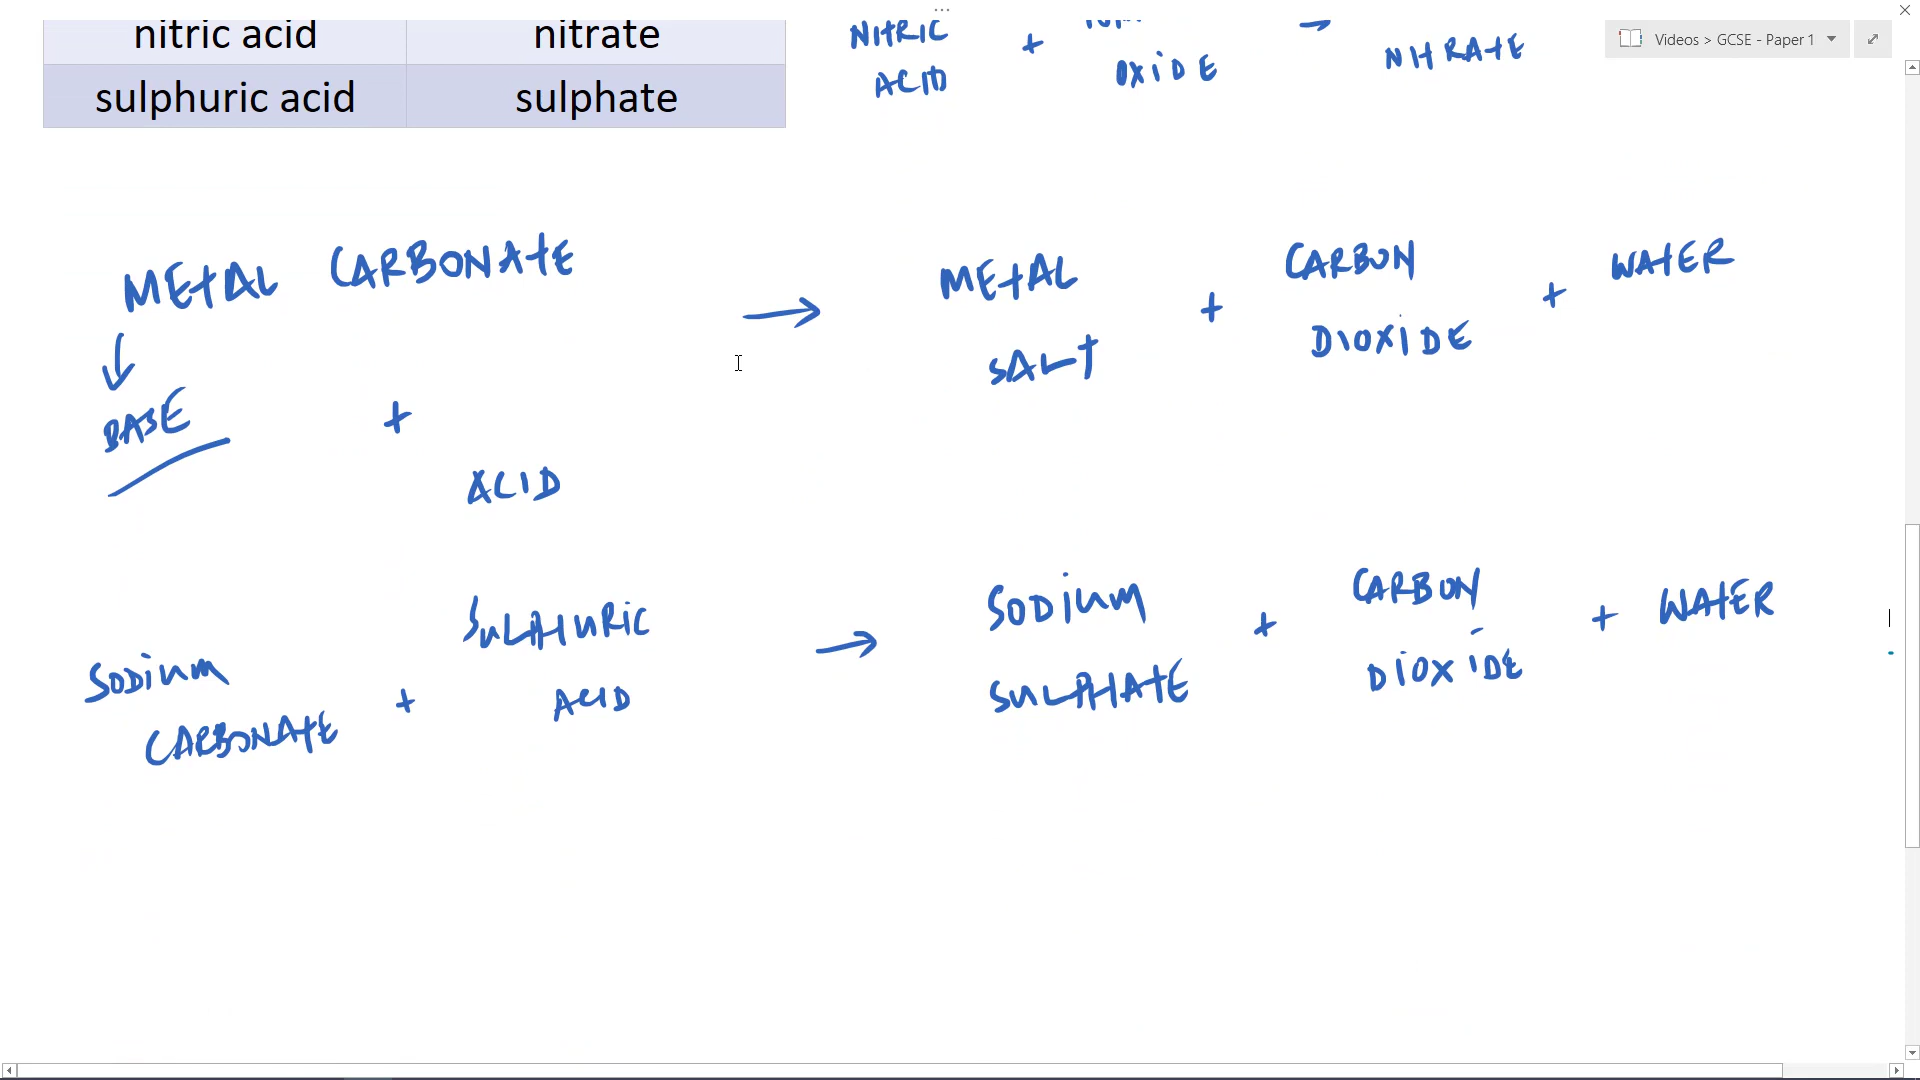 nitric acid nitrate
sulphuric acid sulphate
NITRIC ACID + OXIDE → NITRATE
Videos > GCSE - Paper 1
METAL CARBONATE → METAL SALT + CARBON DIOXIDE + WATER
↓
BASE
+
ACID
SODIUM CARBONATE + SULPHURIC ACID → SODIUM SULPHATE + CARBON DIOXIDE + WATER